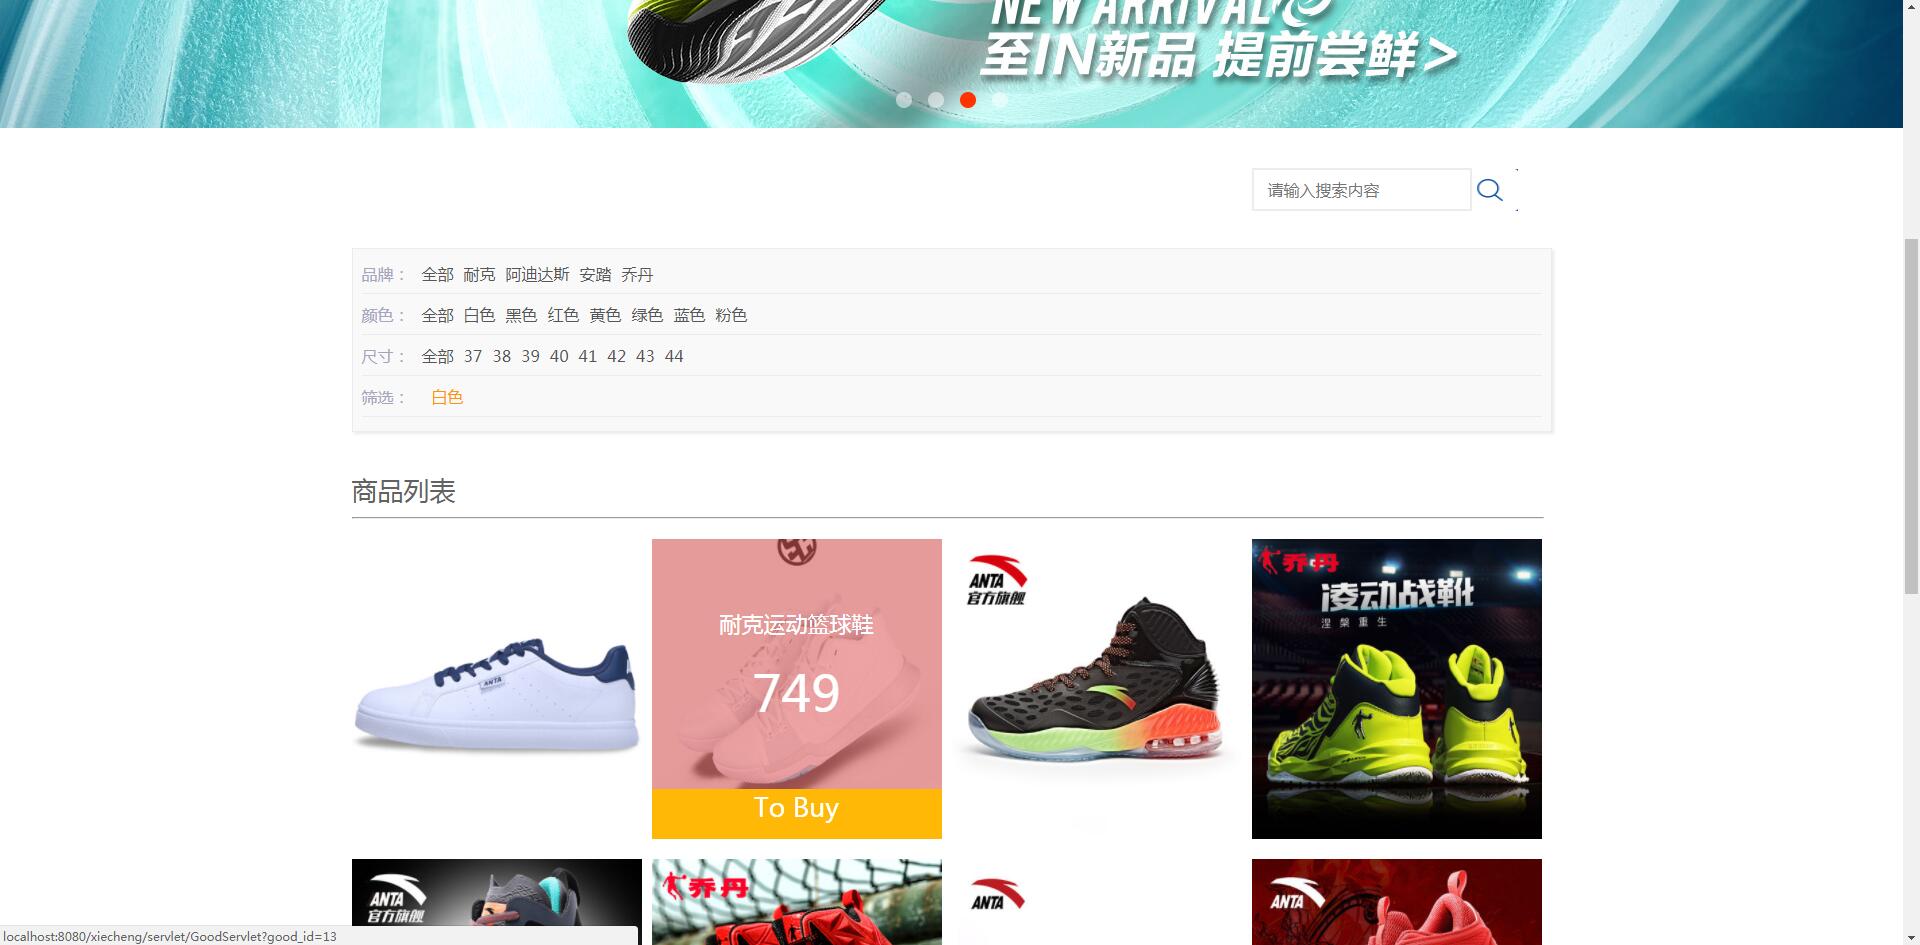 NEW ARRIVAL
至IN新品 提前尝鲜 >
请输入搜索内容
品牌： 全部 耐克 阿迪达斯 安踏 乔丹
颜色： 全部 白色 黑色 红色 黄色 绿色 蓝色 粉色
尺寸： 全部 37 38 39 40 41 42 43 44
筛选： 白色
商品列表
ANTA
耐克运动篮球鞋
749
To Buy
ANTA
官方旗舰
乔丹
凌动战靴
涅槃重生
ANTA
官方旗舰
乔丹
ANTA
ANTA
localhost:8080/xiecheng/servlet/GoodServlet?good_id=13